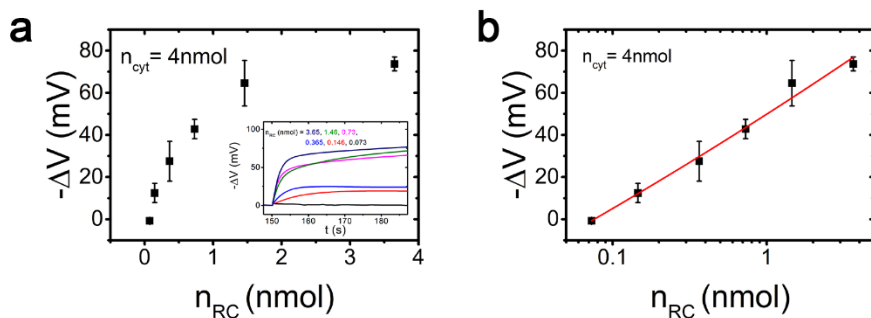 a
n_cyt = 4nmol
-ΔV (mV)
80
60
40
20
0
0
1
2
3
4
n_RC (nmol)
n_RC (nmol) = 3.65, 1.46, 0.73,
0.365, 0.146, 0.073
-ΔV (mV)
100
50
0
150
160
170
180
t (s)
b
n_cyt = 4nmol
-ΔV (mV)
80
60
40
20
0
0.1
1
n_RC (nmol)